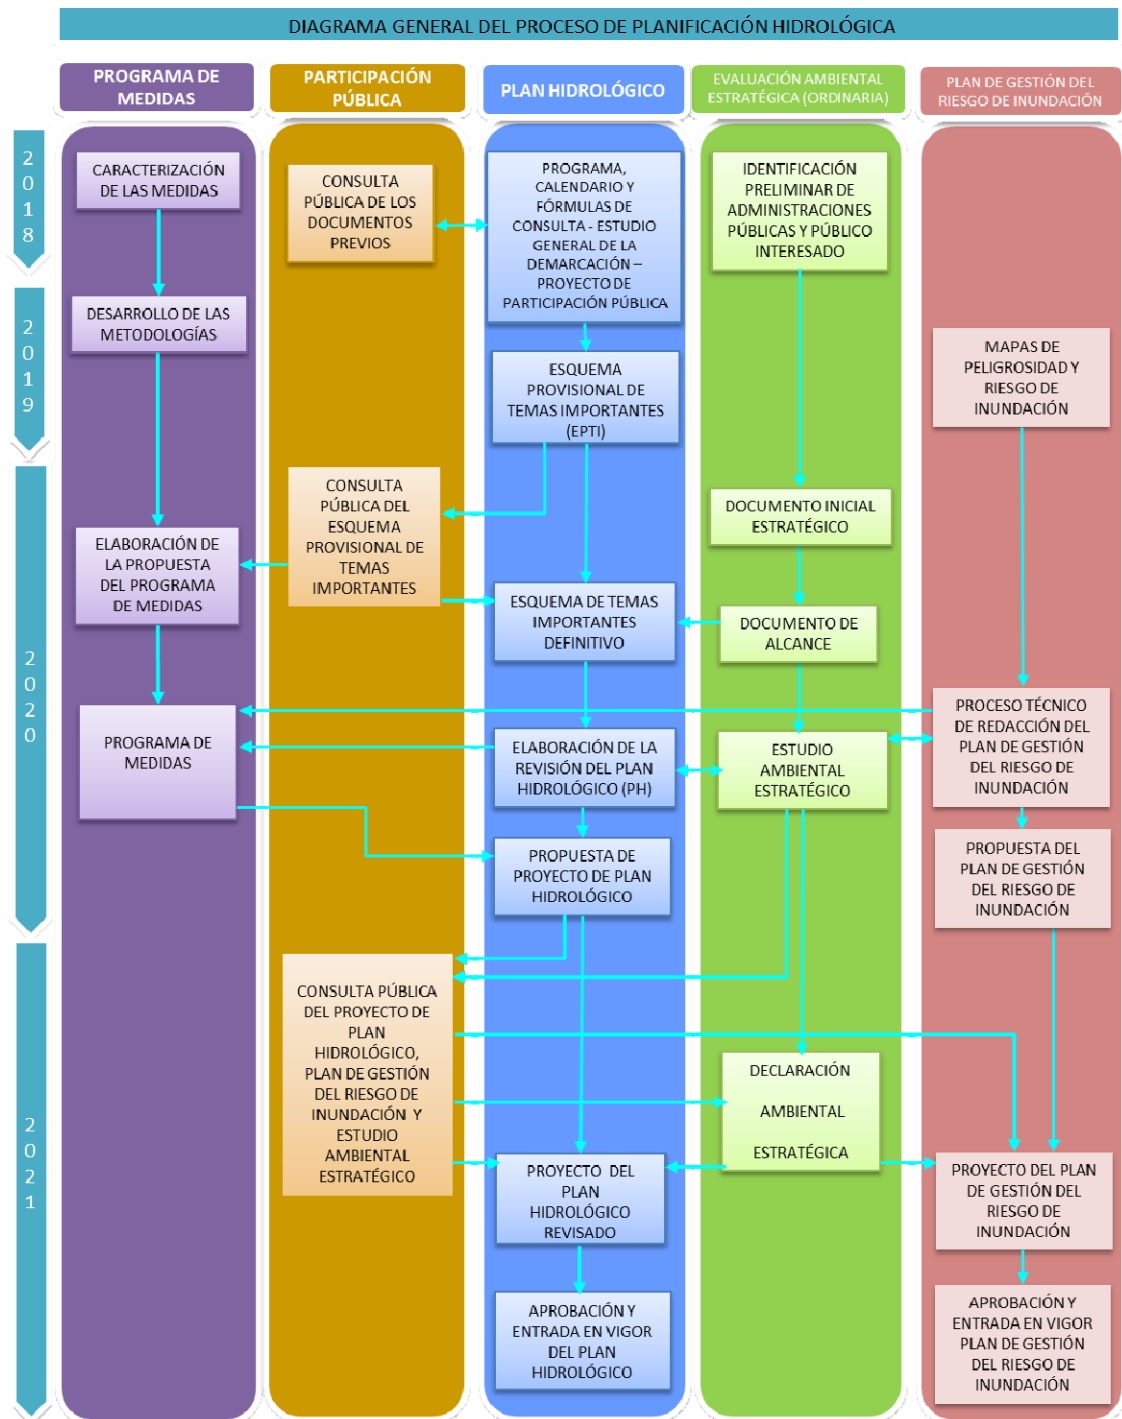 DIAGRAMA GENERAL DEL PROCESO DE PLANIFICACIÓN HIDROLÓGICA
PROGRAMA DE
MEDIDAS
PARTICIPACIÓN
PÚBLICA
PLAN HIDROLÓGICO
EVALUACIÓN AMBIENTAL
ESTRATÉGICA (ORDINARIA)
PLAN DE GESTIÓN DEL
RIESGO DE INUNDACIÓN
2
0
1
8
2
0
1
9
2
0
2
0
2
0
2
1
CARACTERIZACIÓN
DE LAS MEDIDAS
DESARROLLO DE LAS
METODOLOGÍAS
ELABORACIÓN DE
LA PROPUESTA
DEL PROGRAMA
DE MEDIDAS
PROGRAMA DE
MEDIDAS
CONSULTA
PÚBLICA DE LOS
DOCUMENTOS
PREVIOS
CONSULTA
PÚBLICA DEL
ESQUEMA
PROVISIONAL DE
TEMAS
IMPORTANTES
CONSULTA PÚBLICA
DEL PROYECTO DE
PLAN
HIDROLÓGICO,
PLAN DE GESTIÓN
DEL RIESGO DE
INUNDACIÓN Y
ESTUDIO
AMBIENTAL
ESTRATÉGICO
PROGRAMA,
CALENDARIO Y
FÓRMULAS DE
CONSULTA - ESTUDIO
GENERAL DE LA
DEMARCACIÓN –
PROYECTO DE
PARTICIPACIÓN PÚBLICA
ESQUEMA
PROVISIONAL DE
TEMAS IMPORTANTES
(EPTI)
ESQUEMA DE TEMAS
IMPORTANTES
DEFINITIVO
ELABORACIÓN DE LA
REVISIÓN DEL PLAN
HIDROLÓGICO (PH)
PROPUESTA DE
PROYECTO DE PLAN
HIDROLÓGICO
PROYECTO DEL
PLAN
HIDROLÓGICO
REVISADO
APROBACIÓN Y
ENTRADA EN VIGOR
DEL PLAN
HIDROLÓGICO
IDENTIFICACIÓN
PRELIMINAR DE
ADMINISTRACIONES
PÚBLICAS Y PÚBLICO
INTERESADO
DOCUMENTO INICIAL
ESTRATÉGICO
DOCUMENTO DE
ALCANCE
ESTUDIO
AMBIENTAL
ESTRATÉGICO
DECLARACIÓN
AMBIENTAL
ESTRATÉGICA
MAPAS DE
PELIGROSIDAD Y
RIESGO DE
INUNDACIÓN
PROCESO TÉCNICO
DE REDACCIÓN DEL
PLAN DE GESTIÓN
DEL RIESGO DE
INUNDACIÓN
PROPUESTA DEL
PLAN DE GESTIÓN
DEL RIESGO DE
INUNDACIÓN
PROYECTO DEL PLAN
DE GESTIÓN DEL
RIESGO DE
INUNDACIÓN
APROBACIÓN Y
ENTRADA EN VIGOR
PLAN DE GESTIÓN
DEL RIESGO DE
INUNDACIÓN